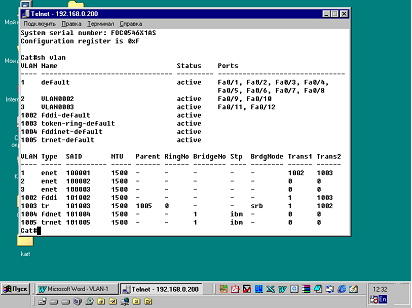 Telnet - 192.168.0.200
Подключить Правка Терминал Справка
System serial number: FDC0546X1AS
Configuration register is 0xF
Cat#sh vlan
VLAN Name Status Ports
1 default active Fa0/1, Fa0/2, Fa0/3, Fa0/4,
Fa0/5, Fa0/6, Fa0/7, Fa0/8
2 VLAN0002 active Fa0/9, Fa0/10
3 VLAN0003 active Fa0/11, Fa0/12
1002 fddi-default active
1003 token-ring-default active
1004 fddinet-default active
1005 trnet-default active
VLAN Type SAID MTU Parent RingNo BridgeNo Stp BrdgMode Trans1 Trans2
1 enet 100001 1500 - - - - - 1002 1003
2 enet 100002 1500 - - - - - 0 0
3 enet 100003 1500 - - - - - 0 0
1002 fddi 101002 1500 - - - - - 1 1003
1003 tr 101003 1500 1005 0 - - srb 1 1002
1004 fdnet 101004 1500 - - 1 ibm - 0 0
1005 trnet 101005 1500 - - 1 ibm - 0 0
Cat#
kart
Пуск
Microsoft Word - VLAN-1
Telnet - 192.168.0.200
12:32